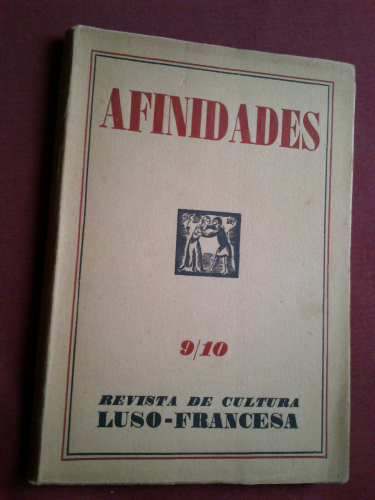 AFINIDADES
9/10
REVISTA DE CULTURA
LUSO-FRANCESA